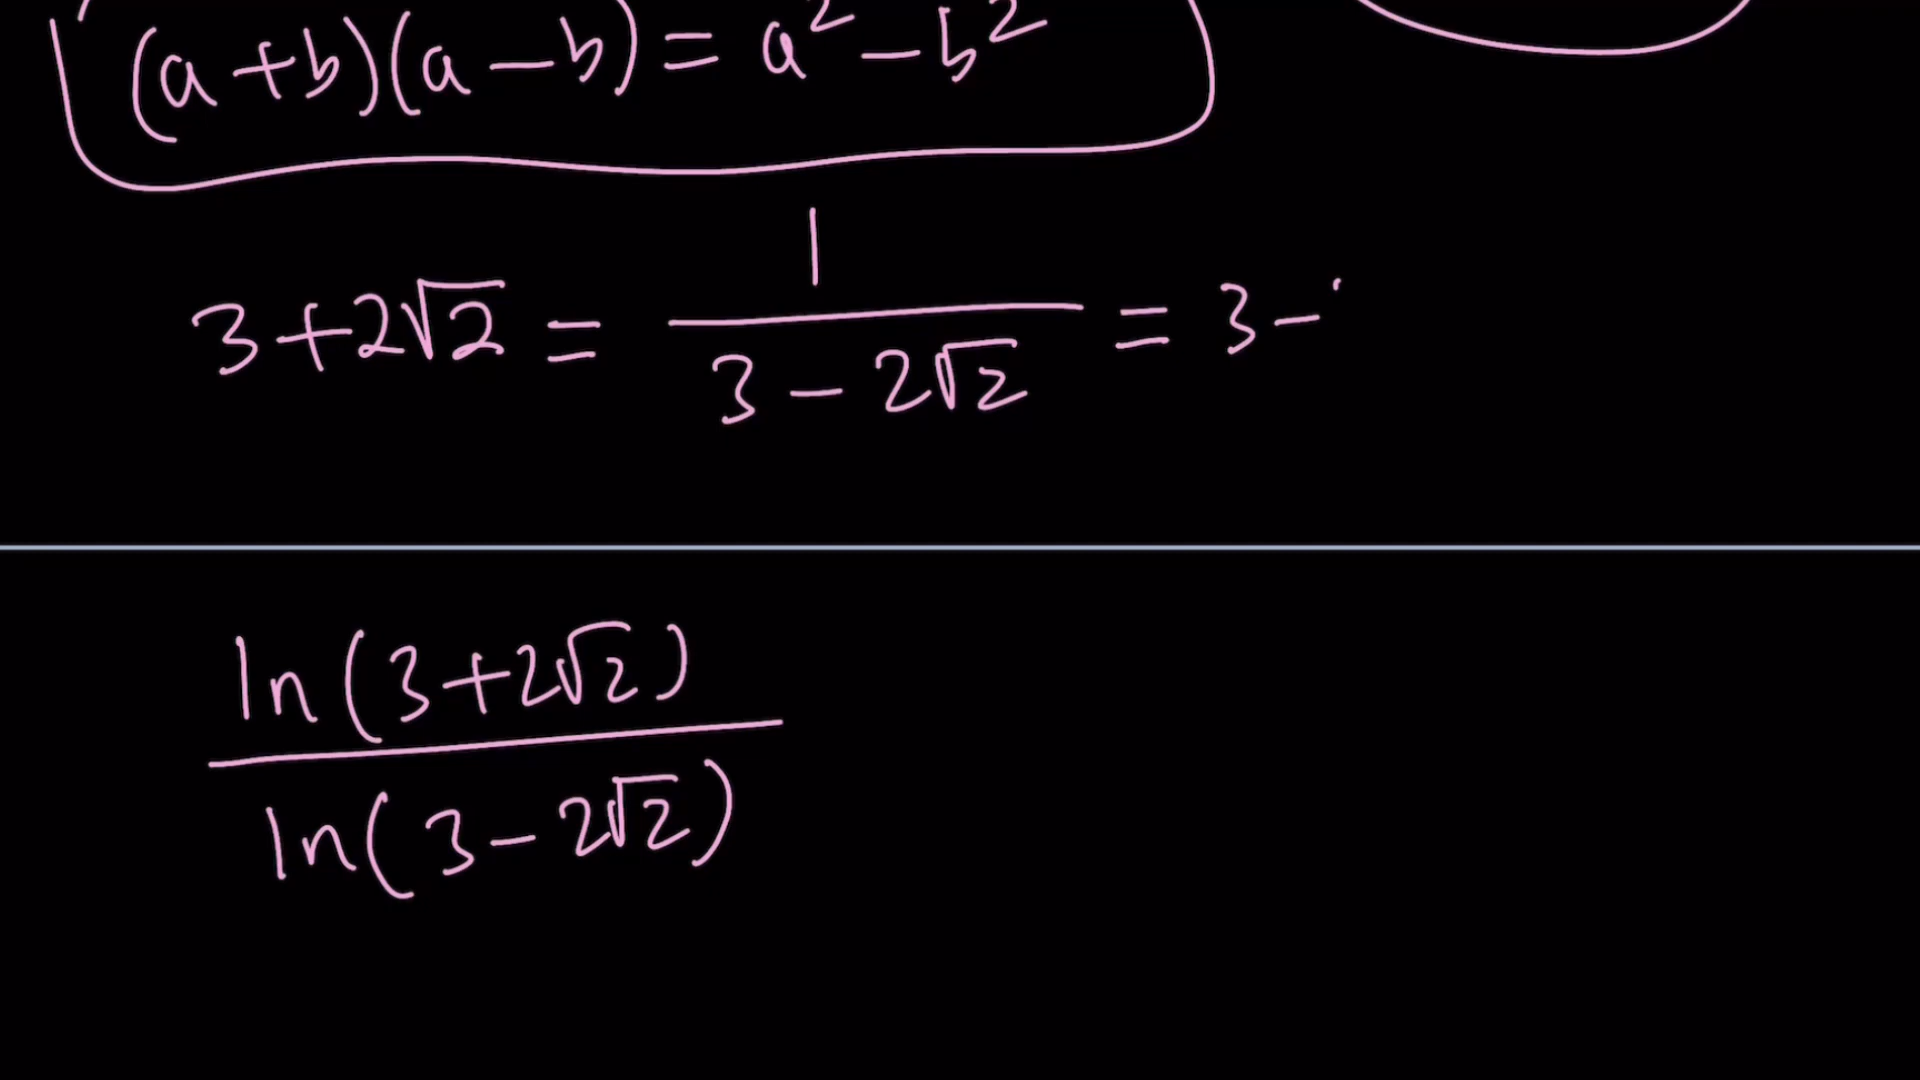 (a+b)(a-b) = a² - b²
3+2√2 = 1/(3-2√2) = 3-
ln(3+2√2)
ln(3-2√2)